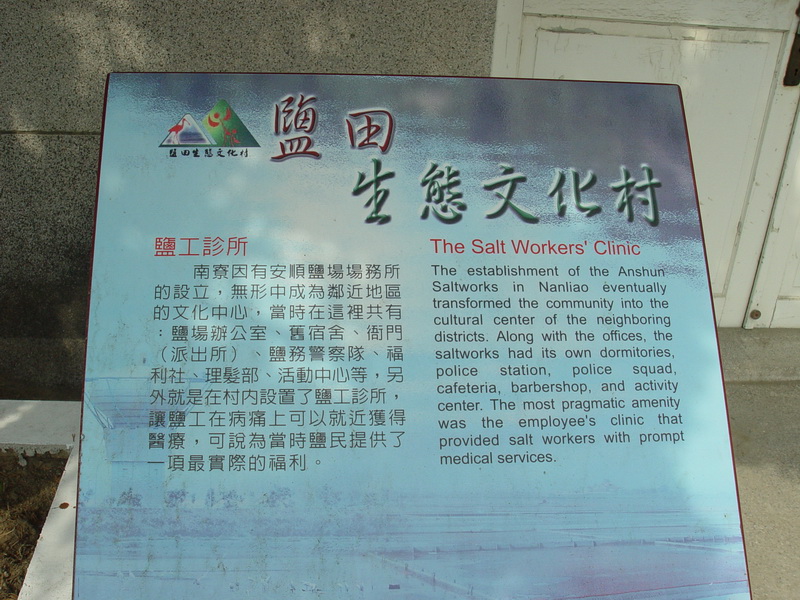 鹽田生態文化村
鹽田
生態文化村
鹽工診所
南寮因有安順鹽場場務所
的設立，無形中成為鄰近地區
的文化中心，當時在這裡共有
：鹽場辦公室、舊宿舍、衙門
（派出所）、鹽務警察隊、福
利社、理髮部、活動中心等，另
外就是在村內設置了鹽工診所，
讓鹽工在病痛上可以就近獲得
醫療，可說為當時鹽民提供了
一項最實際的福利。
The Salt Workers' Clinic
The establishment of the Anshun
Saltworks in Nanliao eventually
transformed the community into the
cultural center of the neighboring
districts. Along with the offices, the
saltworks had its own dormitories,
police station, police squad,
cafeteria, barbershop, and activity
center. The most pragmatic amenity
was the employee's clinic that
provided salt workers with prompt
medical services.